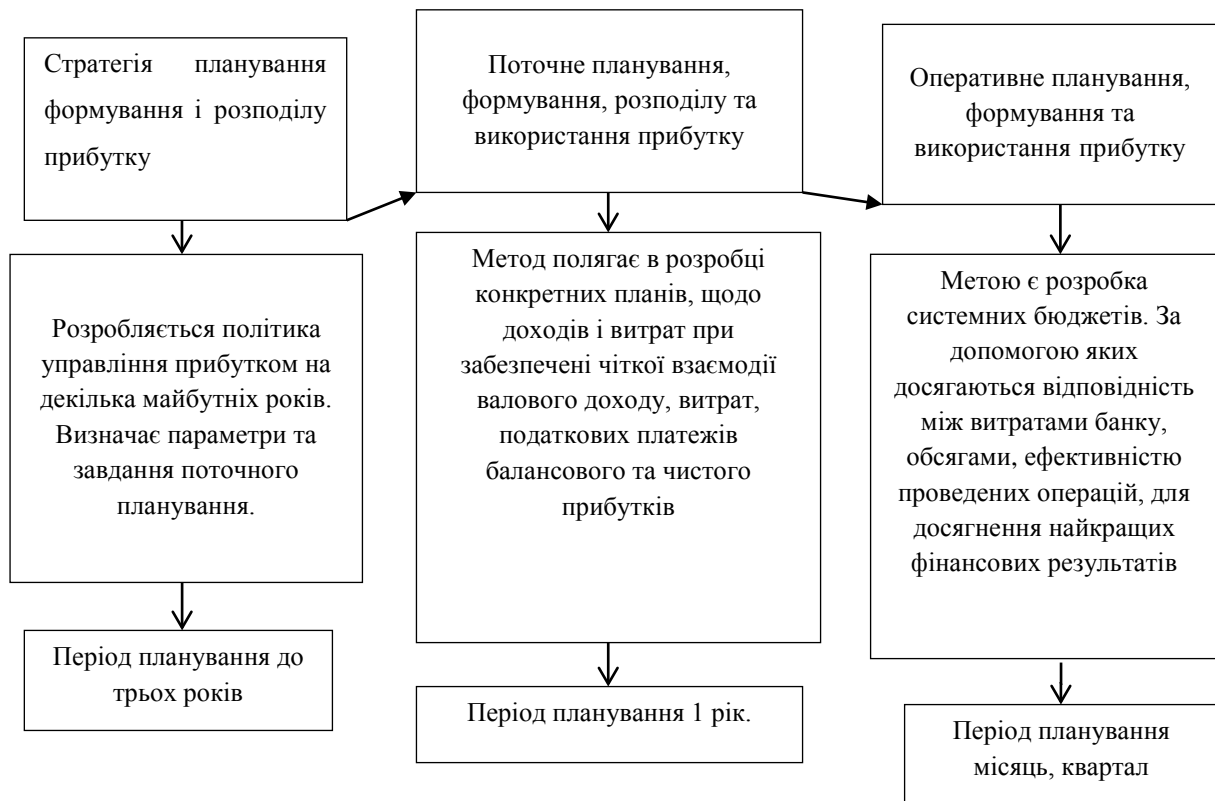 Стратегія планування
формування і розподілу
прибутку
Розробляється політика
управління прибутком на
декілька майбутніх років.
Визначає параметри та
завдання поточного
планування.
Період планування до
трьох років
Поточне планування,
формування, розподілу та
використання прибутку
Метод полягає в розробці
конкретних планів, щодо
доходів і витрат при
забезпечені чіткої взаємодії
валового доходу, витрат,
податкових платежів
балансового та чистого
прибутків
Період планування 1 рік.
Оперативне планування,
формування та
використання прибутку
Метою є розробка
системних бюджетів. За
допомогою яких
досягаються відповідність
між витратами банку,
обсягами, ефективністю
проведених операцій, для
досягнення найкращих
фінансових результатів
Період планування
місяць, квартал